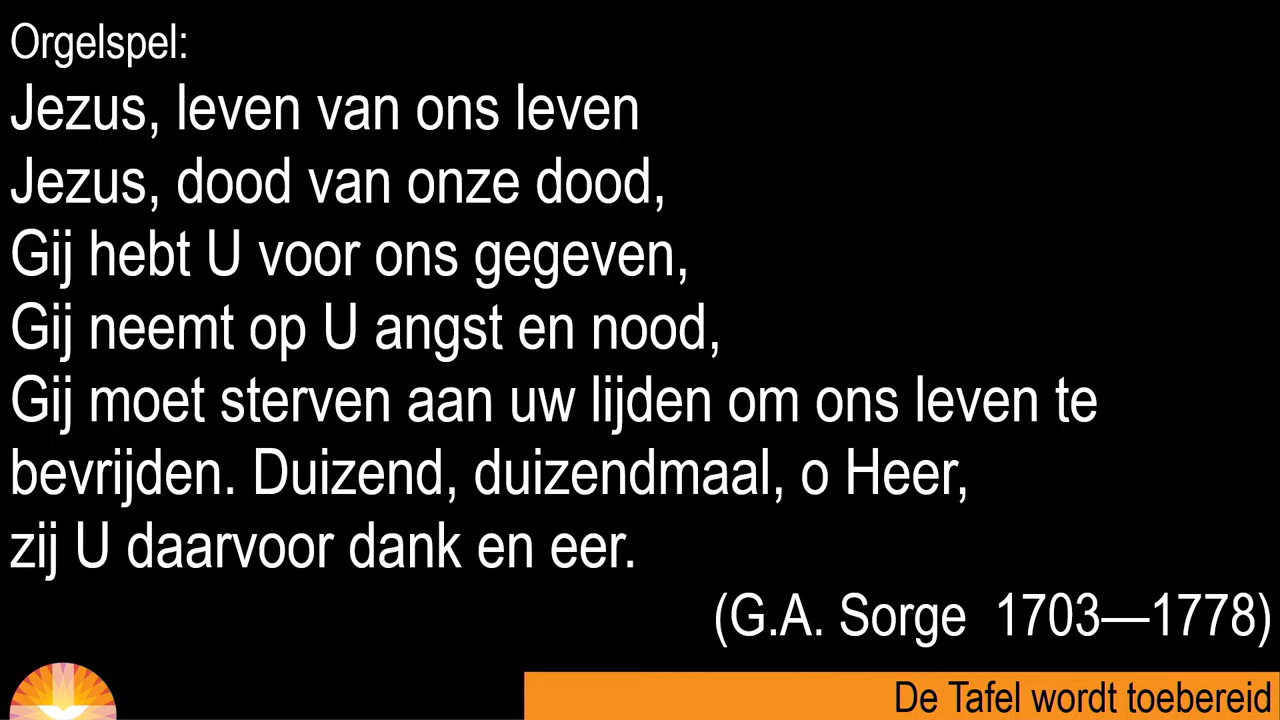 Orgelspel:
Jezus, leven van ons leven
Jezus, dood van onze dood,
Gij hebt U voor ons gegeven,
Gij neemt op U angst en nood,
Gij moet sterven aan uw lijden om ons leven te
bevrijden. Duizend, duizendmaal, o Heer,
zij U daarvoor dank en eer.
(G.A. Sorge  1703—1778)
De Tafel wordt toebereid